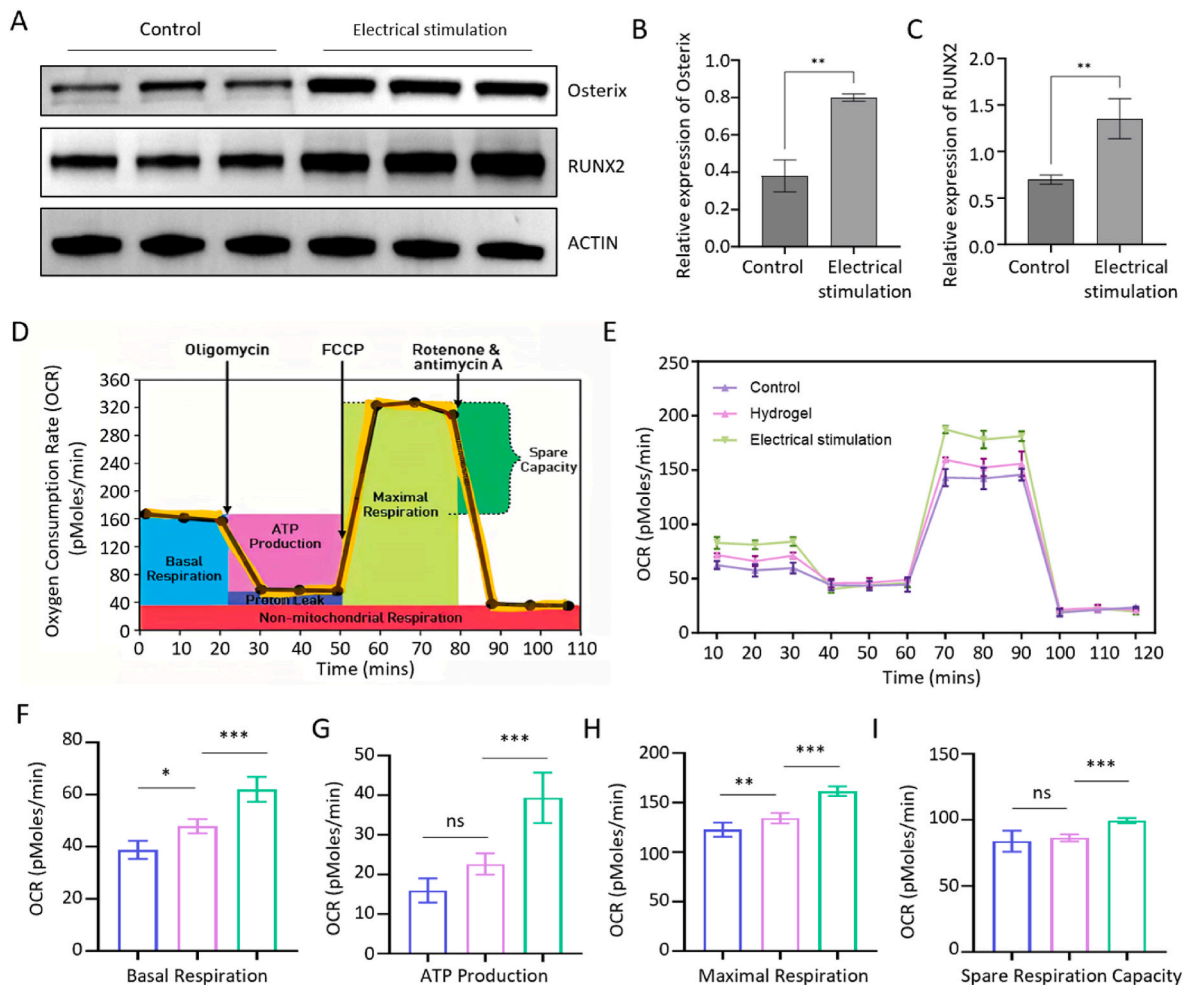 A
Control
Electrical stimulation
Osterix
RUNX2
ACTIN
B
Relative expression of Osterix
1.0
0.8
0.6
0.4
0.2
0.0
**
Control
Electrical
stimulation
C
Relative expression of RUNX2
2.0
1.5
1.0
0.5
0.0
**
Control
Electrical
stimulation
D
Oligomycin
FCCP
Rotenone &
antimycin A
Oxygen Consumption Rate (OCR)
(pMoles/min)
360
320
280
240
200
160
120
80
40
0
Basal
Respiration
ATP
Production
Proton Leak
Maximal
Respiration
Spare
Capacity
Non-mitochondrial Respiration
0 10 20 30 40 50 60 70 80 90 100 110
Time (mins)
E
OCR (pMoles/min)
250
200
150
100
50
0
Control
Hydrogel
Electrical stimulation
10 20 30 40 50 60 70 80 90 100 110 120
Time (mins)
F
OCR (pMoles/min)
80
60
40
20
0
*
***
Basal Respiration
G
OCR (pMoles/min)
50
40
30
20
10
0
ns
***
ATP Production
H
OCR (pMoles/min)
200
150
100
50
0
**
***
Maximal Respiration
I
OCR (pMoles/min)
150
100
50
0
ns
***
Spare Respiration Capacity